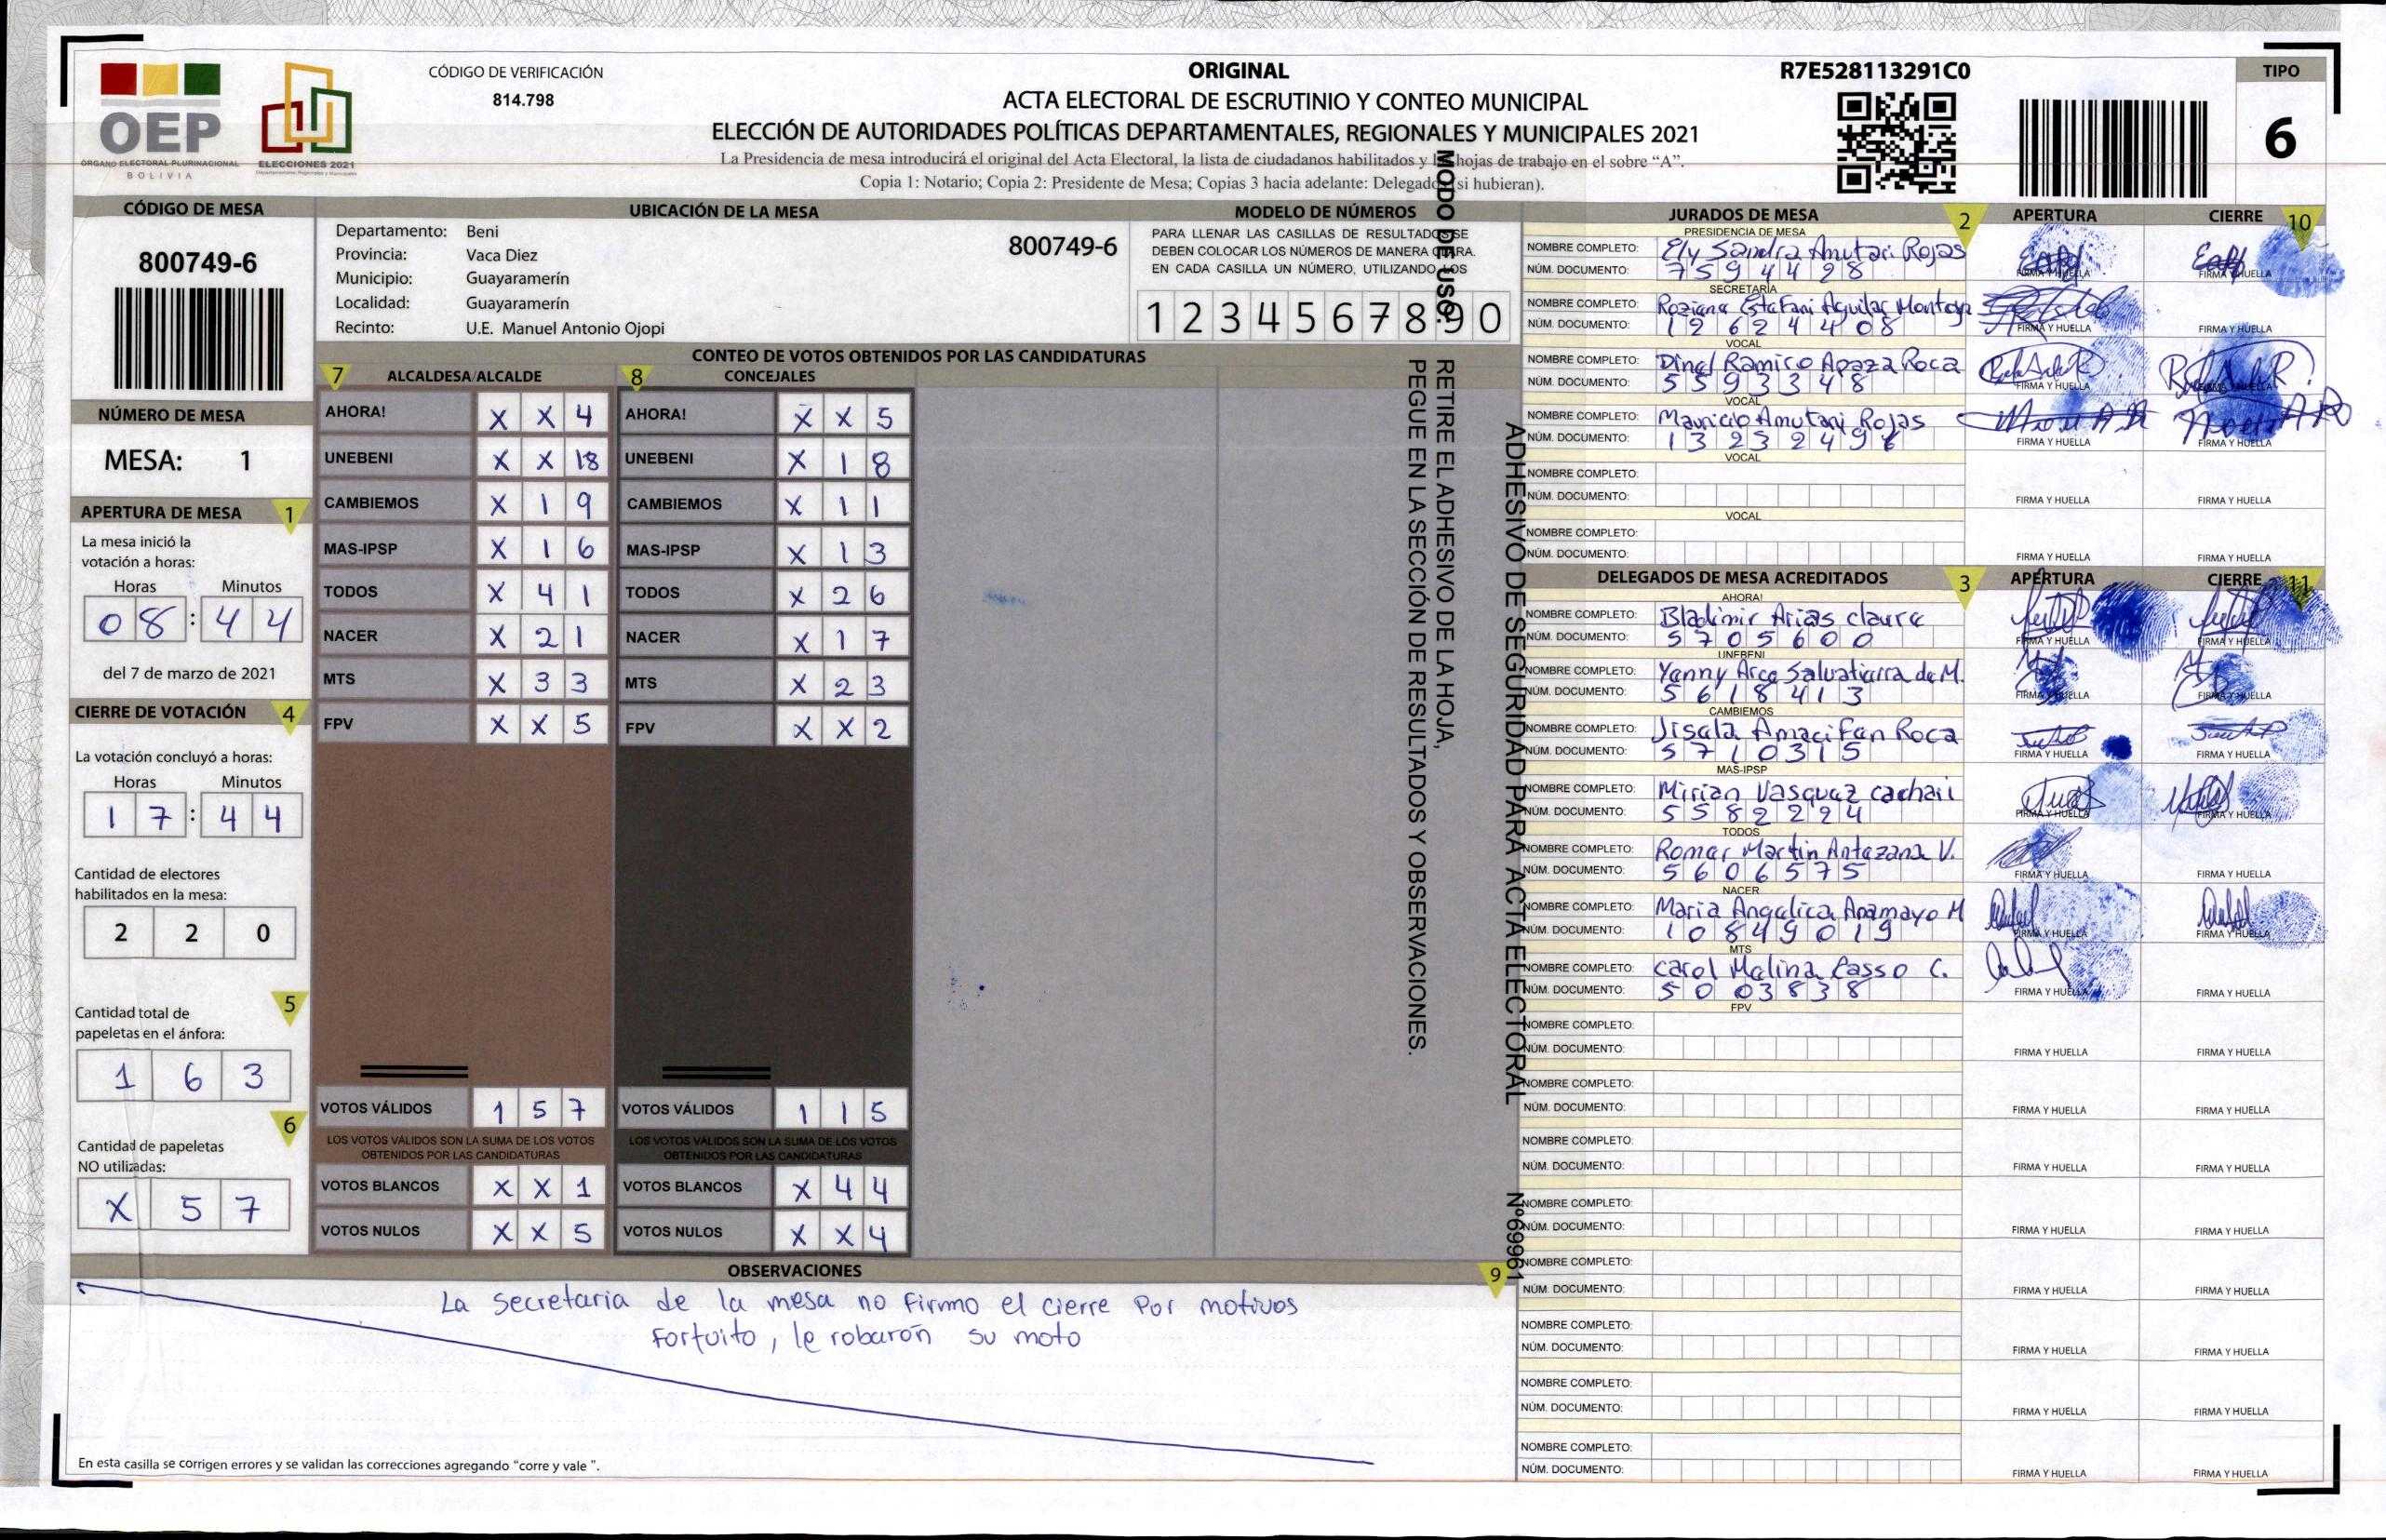 CÓDIGO DE VERIFICACIÓN
814.798
OEP
ÓRGANO ELECTORAL PLURINACIONAL
BOLIVIA
ELECCIONES 2021
ORIGINAL
ACTA ELECTORAL DE ESCRUTINIO Y CONTEO MUNICIPAL
ELECCIÓN DE AUTORIDADES POLÍTICAS DEPARTAMENTALES, REGIONALES Y MUNICIPALES 2021
La Presidencia de mesa introducirá el original del Acta Electoral, la lista de ciudadanos habilitados y hojas de trabajo en el sobre “A”.
Copia 1: Notario; Copia 2: Presidente de Mesa; Copias 3 hacia adelante: Delegado (si hubieran).
R7E528113291C0
TIPO
6
CÓDIGO DE MESA
800749-6
NÚMERO DE MESA
MESA: 1
APERTURA DE MESA 1
La mesa inició la
votación a horas:
Horas Minutos
08:44
del 7 de marzo de 2021
CIERRE DE VOTACIÓN 4
La votación concluyó a horas:
Horas Minutos
17:44
Cantidad de electores
habilitados en la mesa:
2 2 0
5
Cantidad total de
papeletas en el ánfora:
1 6 3
6
Cantidad de papeletas
NO utilizadas:
X 5 7
UBICACIÓN DE LA MESA
Departamento: Beni
Provincia: Vaca Diez
Municipio: Guayaramerín
Localidad: Guayaramerín
Recinto: U.E. Manuel Antonio Ojopi
800749-6
MODELO DE NÚMEROS
PARA LLENAR LAS CASILLAS DE RESULTADOS SE
DEBEN COLOCAR LOS NÚMEROS DE MANERA CLARA.
EN CADA CASILLA UN NÚMERO, UTILIZANDO LOS
1 2 3 4 5 6 7 8 9 0
CONTEO DE VOTOS OBTENIDOS POR LAS CANDIDATURAS
7 ALCALDESA/ALCALDE
AHORA! X X 4
UNEBENI X X 18
CAMBIEMOS X 1 9
MAS-IPSP X 1 6
TODOS X 4 1
NACER X 2 1
MTS X 3 3
FPV X X 5
VOTOS VÁLIDOS 1 5 7
LOS VOTOS VÁLIDOS SON LA SUMA DE LOS VOTOS
OBTENIDOS POR LAS CANDIDATURAS
VOTOS BLANCOS X X 1
VOTOS NULOS X X 5
8 CONCEJALES
AHORA! X X 5
UNEBENI X 1 8
CAMBIEMOS X 1 1
MAS-IPSP X 1 3
TODOS X 2 6
NACER X 1 7
MTS X 2 3
FPV X X 2
VOTOS VÁLIDOS 1 1 5
LOS VOTOS VÁLIDOS SON LA SUMA DE LOS VOTOS
OBTENIDOS POR LAS CANDIDATURAS
VOTOS BLANCOS X 4 4
VOTOS NULOS X X 4
MODO DE USO:
RETIRE EL ADHESIVO DE LA HOJA,
PEGUE EN LA SECCIÓN DE RESULTADOS Y OBSERVACIONES.
ADHESIVO DE SEGURIDAD PARA ACTA ELECTORAL Nº69961
OBSERVACIONES 9
La secretaria de la mesa no firmo el cierre Por motivos
Fortuito, le robarón su moto
En esta casilla se corrigen errores y se validan las correcciones agregando “corre y vale ”.
JURADOS DE MESA 2 APERTURA CIERRE 10
PRESIDENCIA DE MESA
NOMBRE COMPLETO: Ely Sandra Amutari Rojas
NÚM. DOCUMENTO: 7594428 FIRMA Y HUELLA FIRMA Y HUELLA
SECRETARÍA
NOMBRE COMPLETO: Roziana Estafani Aguilar Montoya
NÚM. DOCUMENTO: 12624408 FIRMA Y HUELLA FIRMA Y HUELLA
VOCAL
NOMBRE COMPLETO: Ramiro Apaza Roca
NÚM. DOCUMENTO: 5593348 FIRMA Y HUELLA
VOCAL
NOMBRE COMPLETO: Mauricio Amutari Rojas
NÚM. DOCUMENTO: FIRMA Y HUELLA FIRMA Y HUELLA
VOCAL
NOMBRE COMPLETO:
NÚM. DOCUMENTO: FIRMA Y HUELLA FIRMA Y HUELLA
VOCAL
NOMBRE COMPLETO:
NÚM. DOCUMENTO: FIRMA Y HUELLA FIRMA Y HUELLA
DELEGADOS DE MESA ACREDITADOS 3 APERTURA CIERRE 11
AHORA!
NOMBRE COMPLETO: Bladimir Arias claure
NÚM. DOCUMENTO: 5705600 FIRMA Y HUELLA FIRMA Y HUELLA
UNEBENI
NOMBRE COMPLETO: Yenny Arce Salvatierra de M.
NÚM. DOCUMENTO: 5618413 FIRMA Y HUELLA FIRMA Y HUELLA
CAMBIEMOS
NOMBRE COMPLETO: Jisela Amacifen Roca
NÚM. DOCUMENTO: 5710315 FIRMA Y HUELLA FIRMA Y HUELLA
MAS-IPSP
NOMBRE COMPLETO: Mirian Vasquez cachari
NÚM. DOCUMENTO: 5582224 FIRMA Y HUELLA FIRMA Y HUELLA
TODOS
NOMBRE COMPLETO: Romer Martin Antezana V.
NÚM. DOCUMENTO: 5606575 FIRMA Y HUELLA FIRMA Y HUELLA
NACER
NOMBRE COMPLETO: Maria Angelica Apamayo M
NÚM. DOCUMENTO: 10849019 FIRMA Y HUELLA FIRMA Y HUELLA
MTS
NOMBRE COMPLETO: Carol Melina Passo C.
NÚM. DOCUMENTO: 5003838 FIRMA Y HUELLA FIRMA Y HUELLA
FPV
NOMBRE COMPLETO:
NÚM. DOCUMENTO: FIRMA Y HUELLA FIRMA Y HUELLA
NOMBRE COMPLETO:
NÚM. DOCUMENTO: FIRMA Y HUELLA FIRMA Y HUELLA
NOMBRE COMPLETO:
NÚM. DOCUMENTO: FIRMA Y HUELLA FIRMA Y HUELLA
NOMBRE COMPLETO:
NÚM. DOCUMENTO: FIRMA Y HUELLA FIRMA Y HUELLA
NOMBRE COMPLETO:
NÚM. DOCUMENTO: FIRMA Y HUELLA FIRMA Y HUELLA
NOMBRE COMPLETO:
NÚM. DOCUMENTO: FIRMA Y HUELLA FIRMA Y HUELLA
NOMBRE COMPLETO:
NÚM. DOCUMENTO: FIRMA Y HUELLA FIRMA Y HUELLA
NOMBRE COMPLETO:
NÚM. DOCUMENTO: FIRMA Y HUELLA FIRMA Y HUELLA